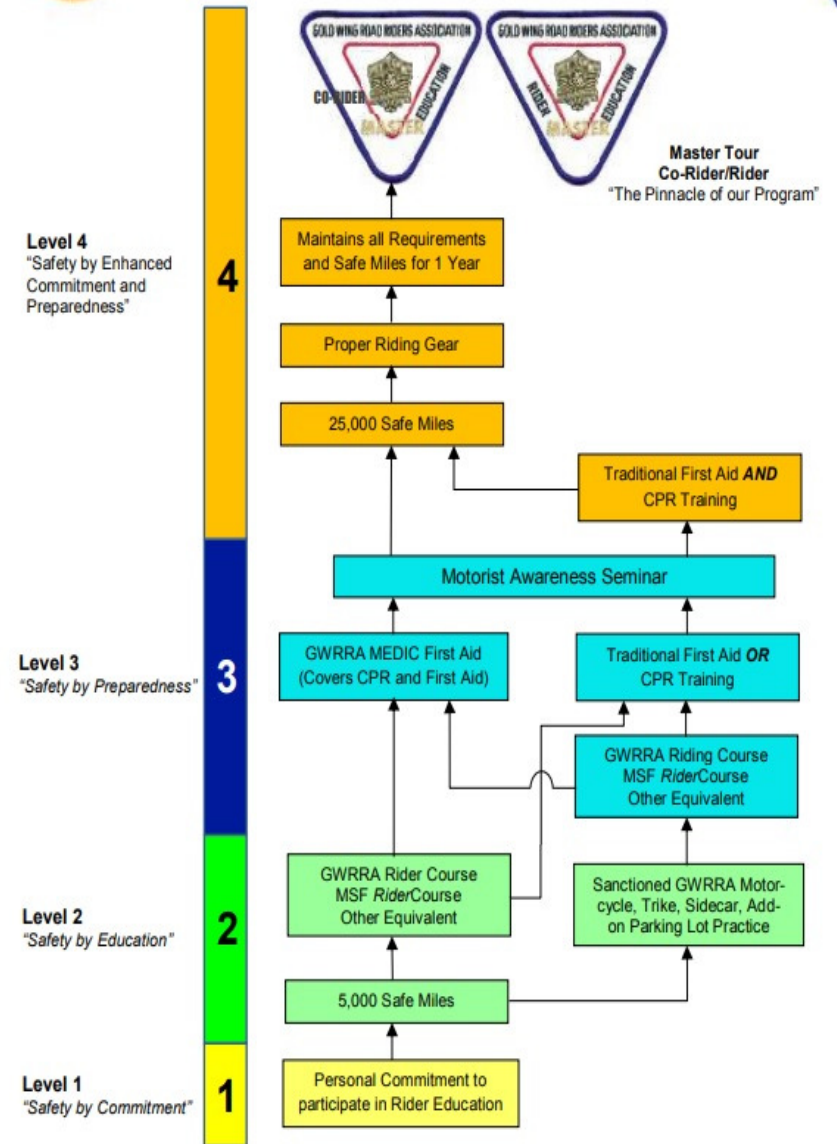 GOLD WING ROAD RIDERS ASSOCIATION
CO-RIDER
EDUCATION
MASTER
GOLD WING ROAD RIDERS ASSOCIATION
RIDER
EDUCATION
MASTER
Master Tour
Co-Rider/Rider
"The Pinnacle of our Program"
Level 4
"Safety by Enhanced
Commitment and
Preparedness"
4
Maintains all Requirements
and Safe Miles for 1 Year
Proper Riding Gear
25,000 Safe Miles
Traditional First Aid AND
CPR Training
Motorist Awareness Seminar
Level 3
"Safety by Preparedness"
3
GWRRA MEDIC First Aid
(Covers CPR and First Aid)
Traditional First Aid OR
CPR Training
GWRRA Riding Course
MSF RiderCourse
Other Equivalent
Level 2
"Safety by Education"
2
GWRRA Rider Course
MSF RiderCourse
Other Equivalent
Sanctioned GWRRA Motor-
cycle, Trike, Sidecar, Add-
on Parking Lot Practice
5,000 Safe Miles
Level 1
"Safety by Commitment"
1
Personal Commitment to
participate in Rider Education